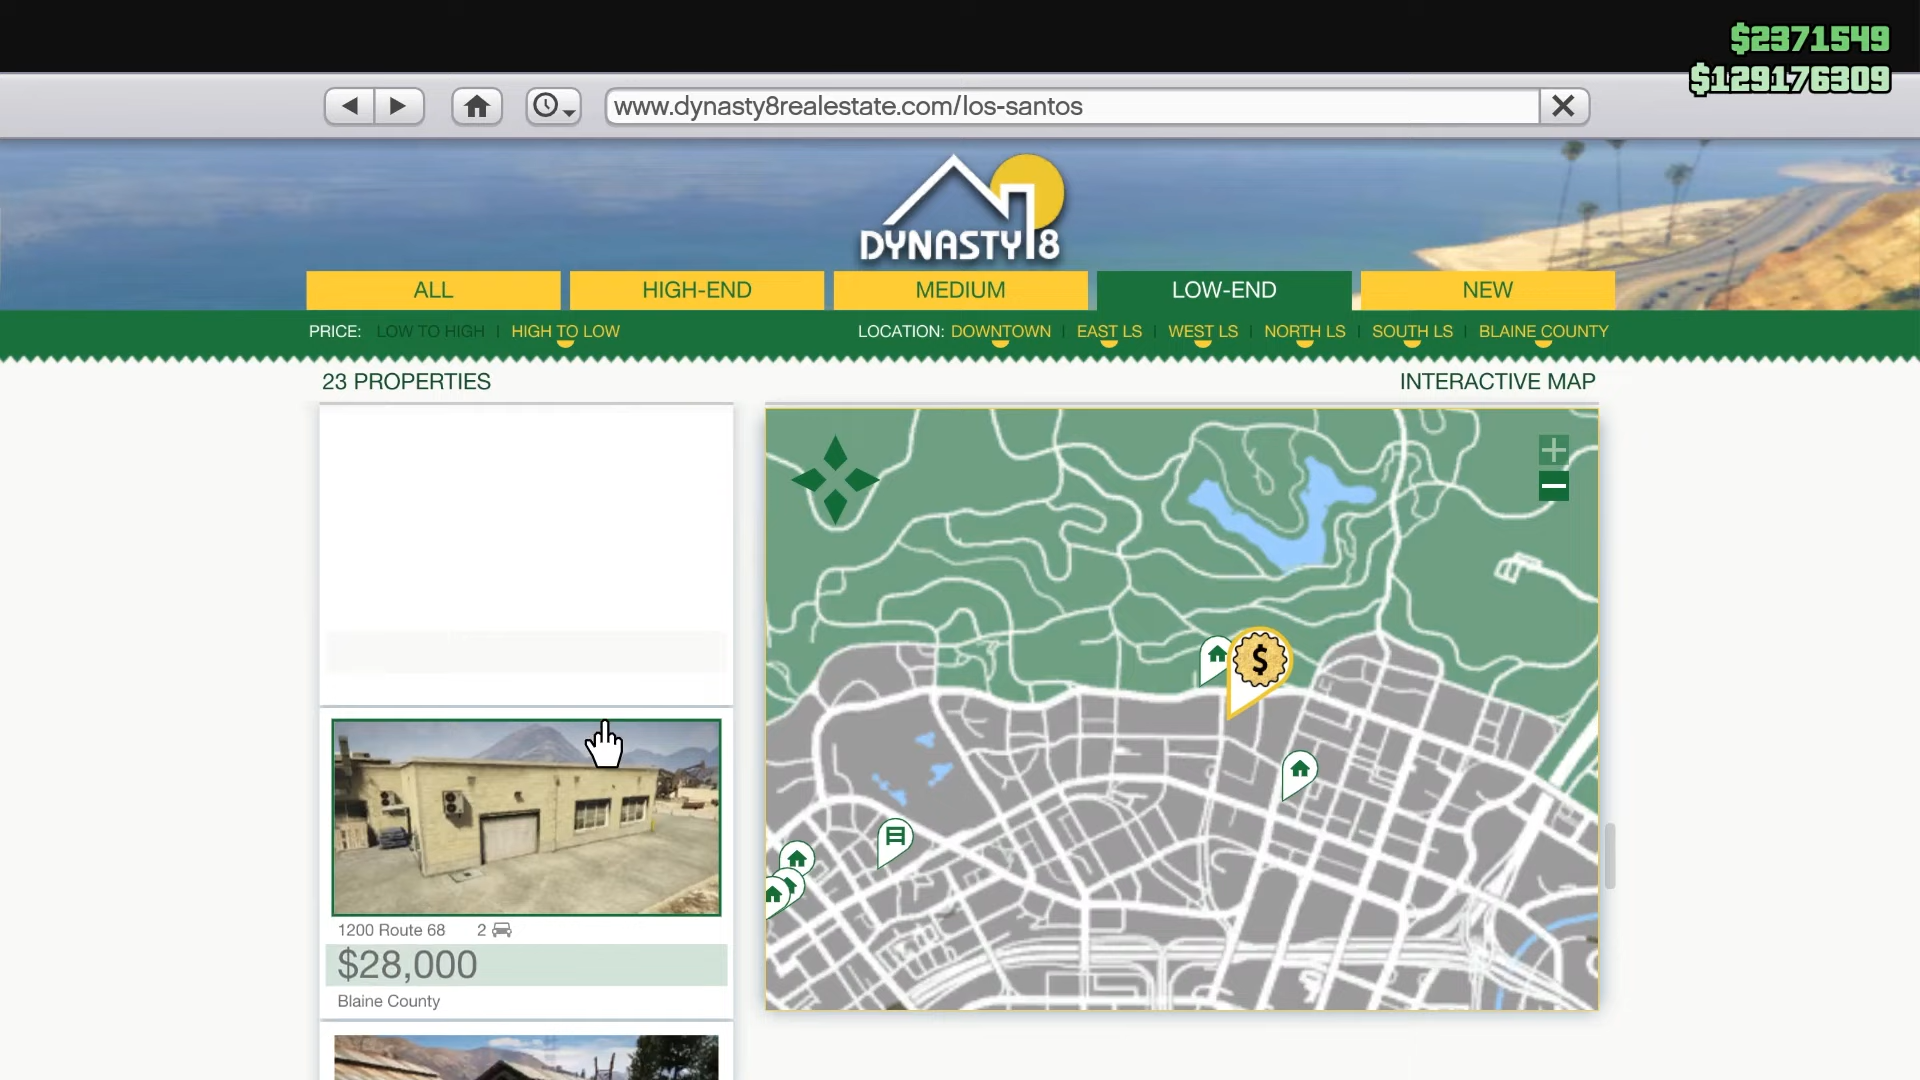 $2371549
$129176309
www.dynasty8realestate.com/los-santos
DYNASTY 8
ALL
HIGH-END
MEDIUM
LOW-END
NEW
PRICE: LOW TO HIGH | HIGH TO LOW
LOCATION: DOWNTOWN | EAST LS | WEST LS | NORTH LS | SOUTH LS | BLAINE COUNTY
23 PROPERTIES
INTERACTIVE MAP
$
1200 Route 68 2
$28,000
Blaine County